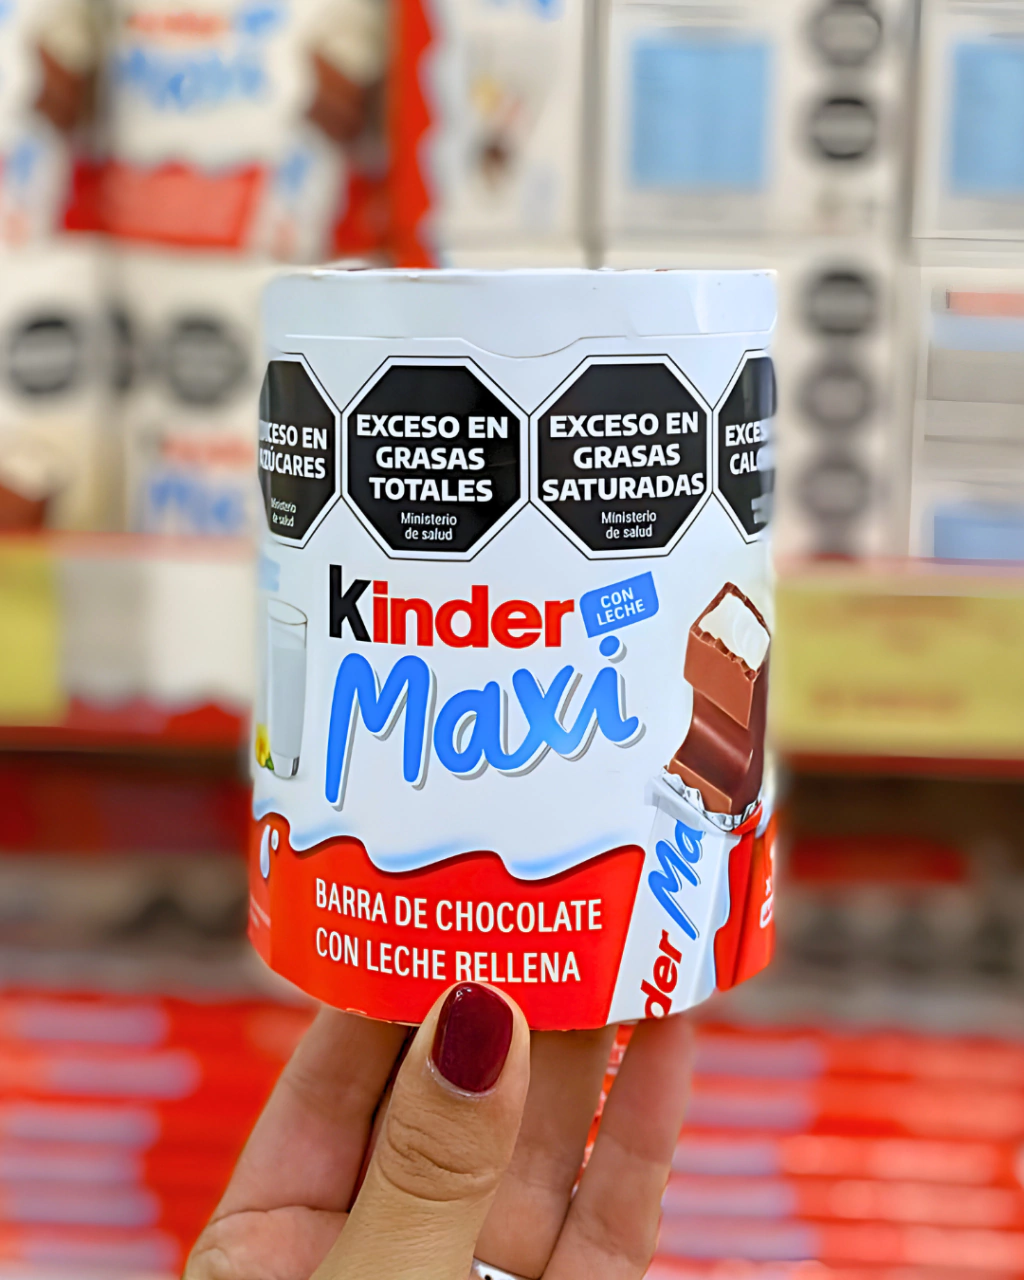 EXCESO EN
AZÚCARES
Ministerio
de salud
EXCESO EN
GRASAS
TOTALES
Ministerio
de salud
EXCESO EN
GRASAS
SATURADAS
Ministerio
de salud
kinder
CON
LECHE
Maxi
BARRA DE CHOCOLATE
CON LECHE RELLENA